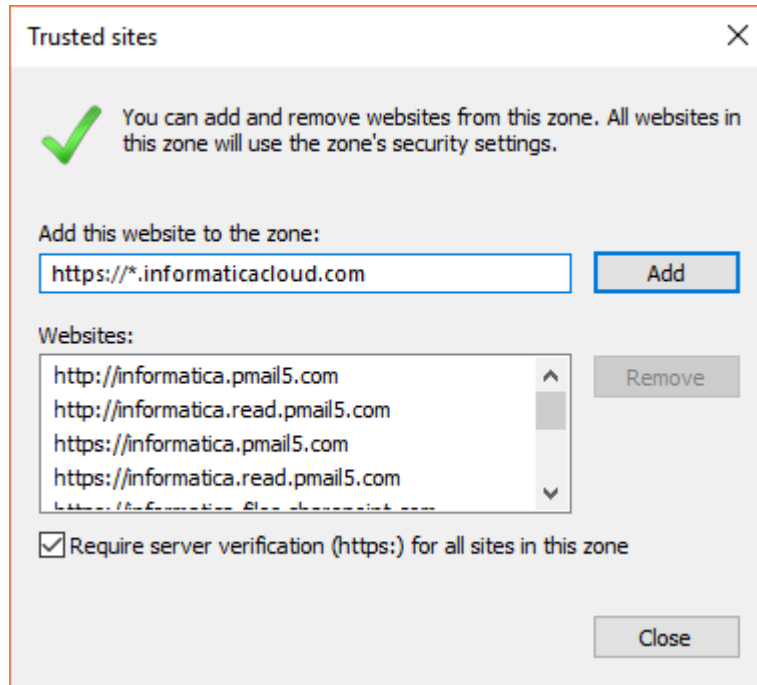 Trusted sites
You can add and remove websites from this zone. All websites in
this zone will use the zone's security settings.
Add this website to the zone:
https://*.informaticacloud.com
Add
Websites:
http://informatica.pmail5.com
Remove
http://informatica.read.pmail5.com
https://informatica.pmail5.com
https://informatica.read.pmail5.com
Require server verification (https:) for all sites in this zone
Close